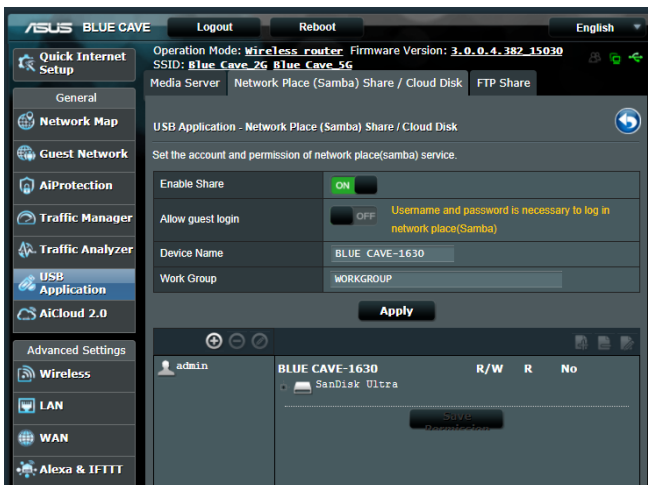 ASUS BLUE CAVE Logout Reboot English
Operation Mode: Wireless router Firmware Version: 3.0.0.4.382_15030
SSID: Blue Cave_2G Blue Cave_5G
Quick Internet
Setup
General
Network Map
Guest Network
AiProtection
Traffic Manager
Traffic Analyzer
USB
Application
AiCloud 2.0
Advanced Settings
Wireless
LAN
WAN
Alexa & IFTTT
Media Server Network Place (Samba) Share / Cloud Disk FTP Share
USB Application - Network Place (Samba) Share / Cloud Disk
Set the account and permission of network place(samba) service.
Enable Share ON
Allow guest login OFF Username and password is necessary to log in
network place(Samba)
Device Name BLUE CAVE-1630
Work Group WORKGROUP
Apply
admin
BLUE CAVE-1630 R/W R No
SanDisk Ultra
Save
Permission